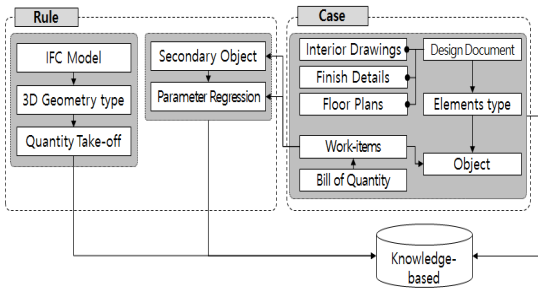 Rule
Case
IFC Model
3D Geometry type
Quantity Take-off
Secondary Object
Parameter Regression
Interior Drawings
Finish Details
Floor Plans
Work-items
Bill of Quantity
Design Document
Elements type
Object
Knowledge-
based